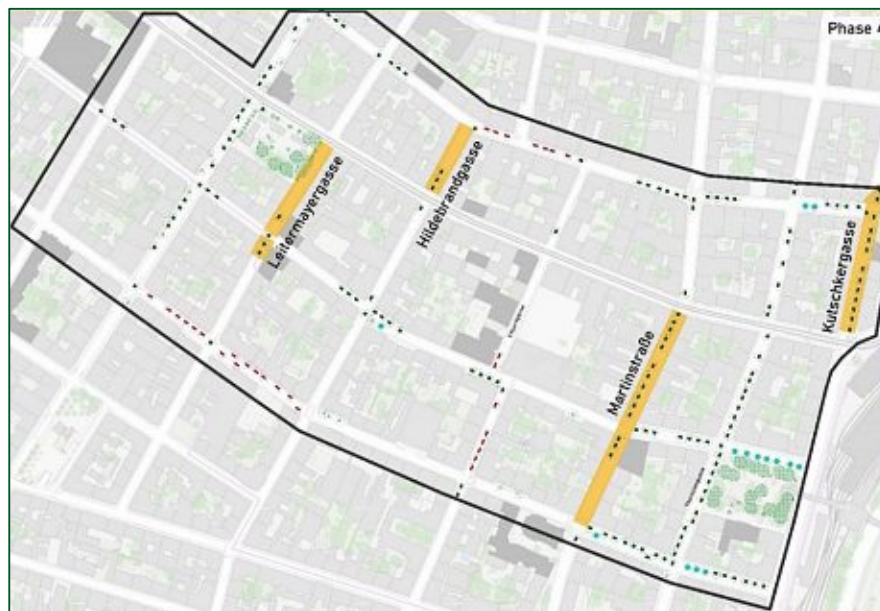 Phase 4
Leitermayergasse
Hildebrandgasse
Kutschkergasse
Martinstraße